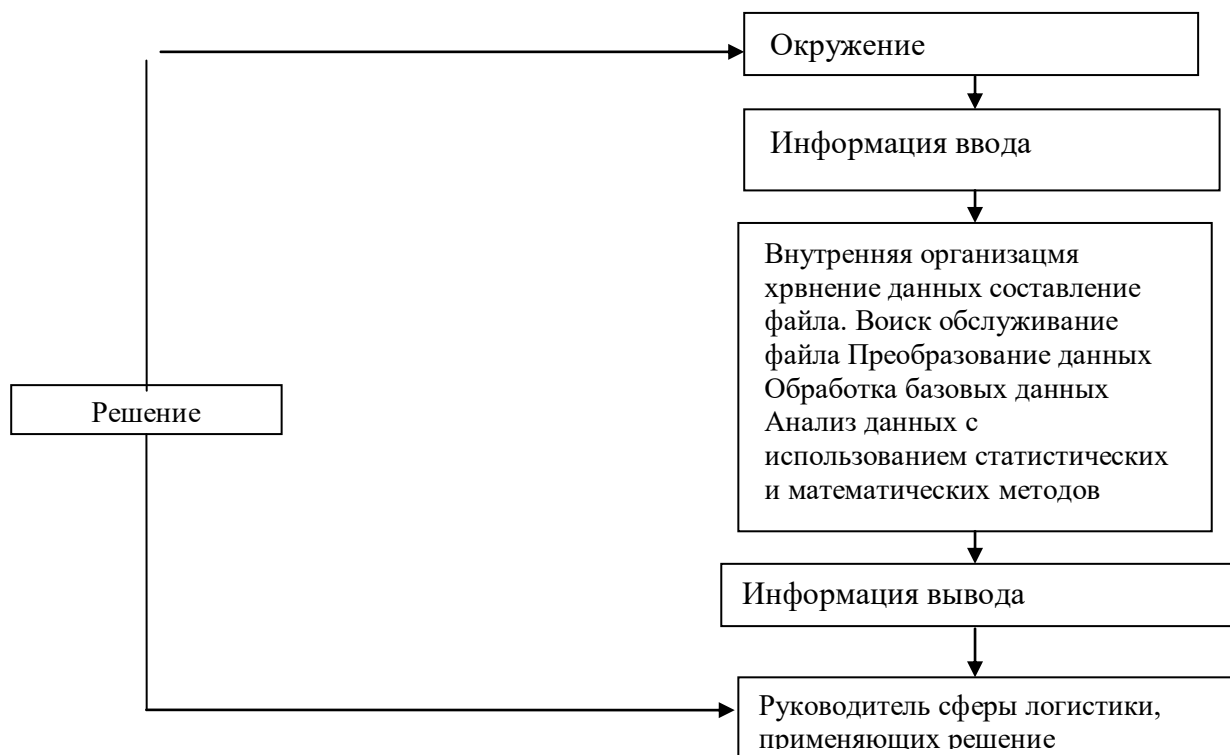 Окружение
Информация ввода
Внутренняя организацмя
хрвнение данных составление
файла. Воиск обслуживание
файла Преобразование данных
Обработка базовых данных
Анализ данных с
использованием статистических
и математических методов
Решение
Информация вывода
Руководитель сферы логистики,
применяющих решение